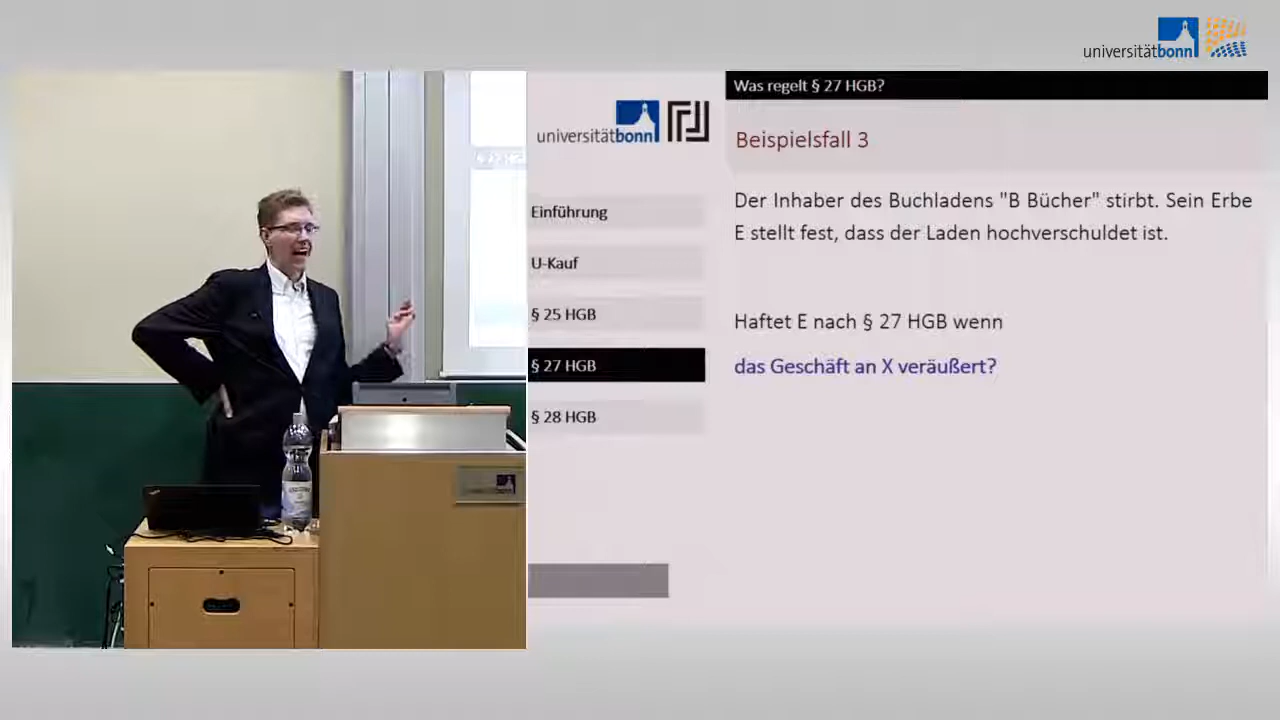 universitätbonn
Was regelt § 27 HGB?
universitätbonn
Beispielsfall 3
Der Inhaber des Buchladens "B Bücher" stirbt. Sein Erbe
E stellt fest, dass der Laden hochverschuldet ist.
Haftet E nach § 27 HGB wenn
das Geschäft an X veräußert?
Einführung
U-Kauf
§ 25 HGB
§ 27 HGB
§ 28 HGB